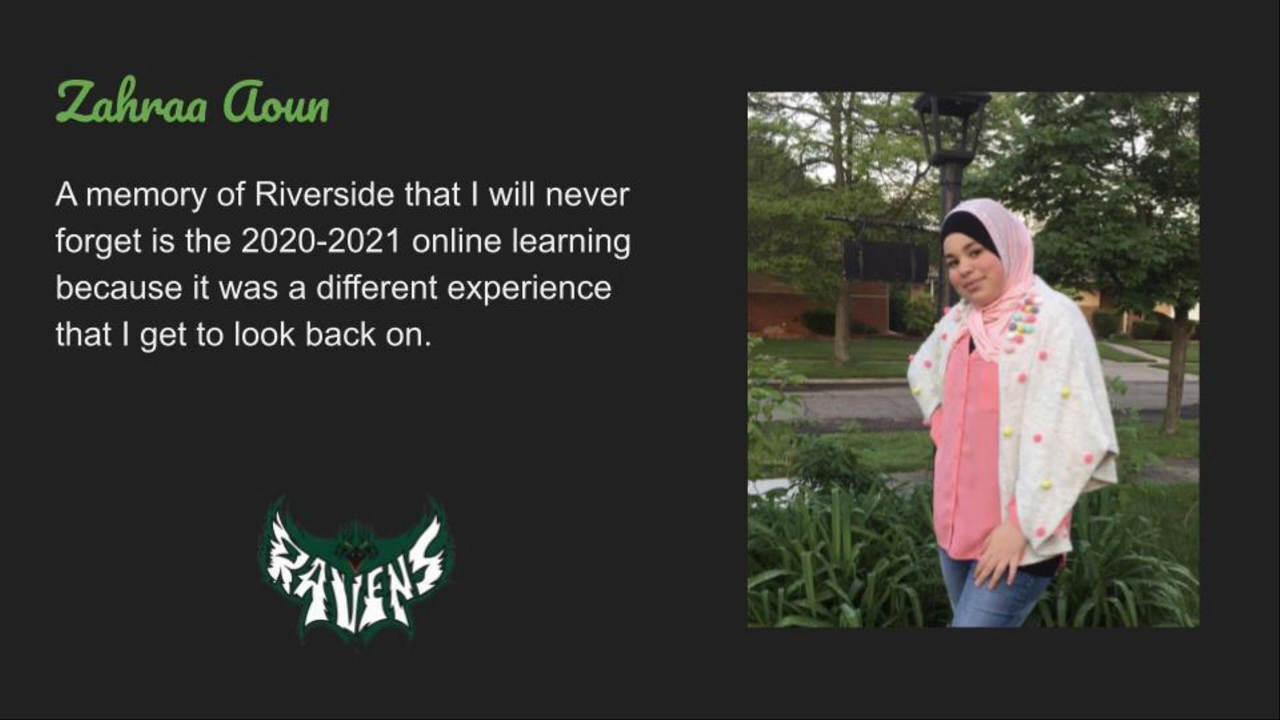 Zahraa Aoun
A memory of Riverside that I will never
forget is the 2020-2021 online learning
because it was a different experience
that I get to look back on.
RAVENS